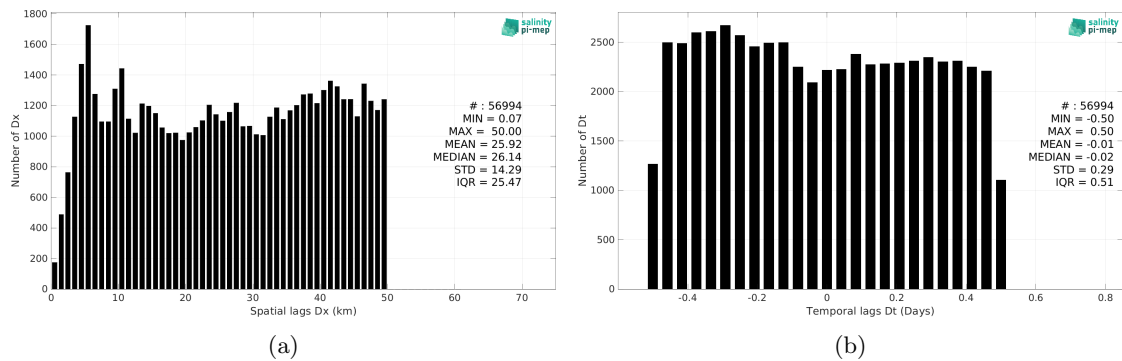 1800
1600
1400
1200
1000
800
600
400
200
0
Number of Dx
0 10 20 30 40 50 60 70
Spatial lags Dx (km)
salinity
pi-mep
# : 56994
MIN = 0.07
MAX = 50.00
MEAN = 25.92
MEDIAN = 26.14
STD = 14.29
IQR = 25.47
(a)
2500
2000
1500
1000
500
0
Number of Dt
-0.4 -0.2 0 0.2 0.4 0.6 0.8
Temporal lags Dt (Days)
salinity
pi-mep
# : 56994
MIN = -0.50
MAX = 0.50
MEAN = -0.01
MEDIAN = -0.02
STD = 0.29
IQR = 0.51
(b)